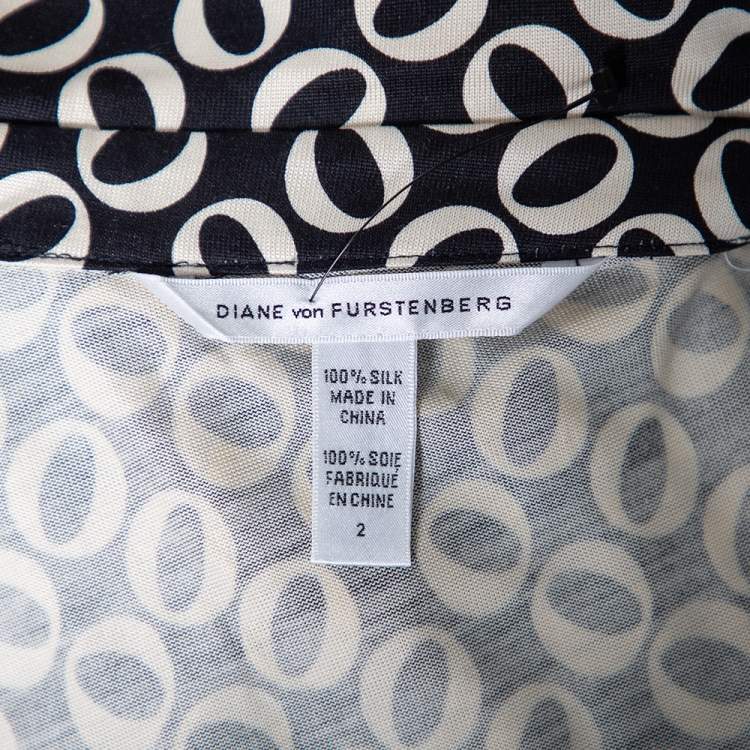 DIANE von FURSTENBERG
100% SILK
MADE IN
CHINA
100% SOIE
FABRIQUÉ
EN CHINE
2